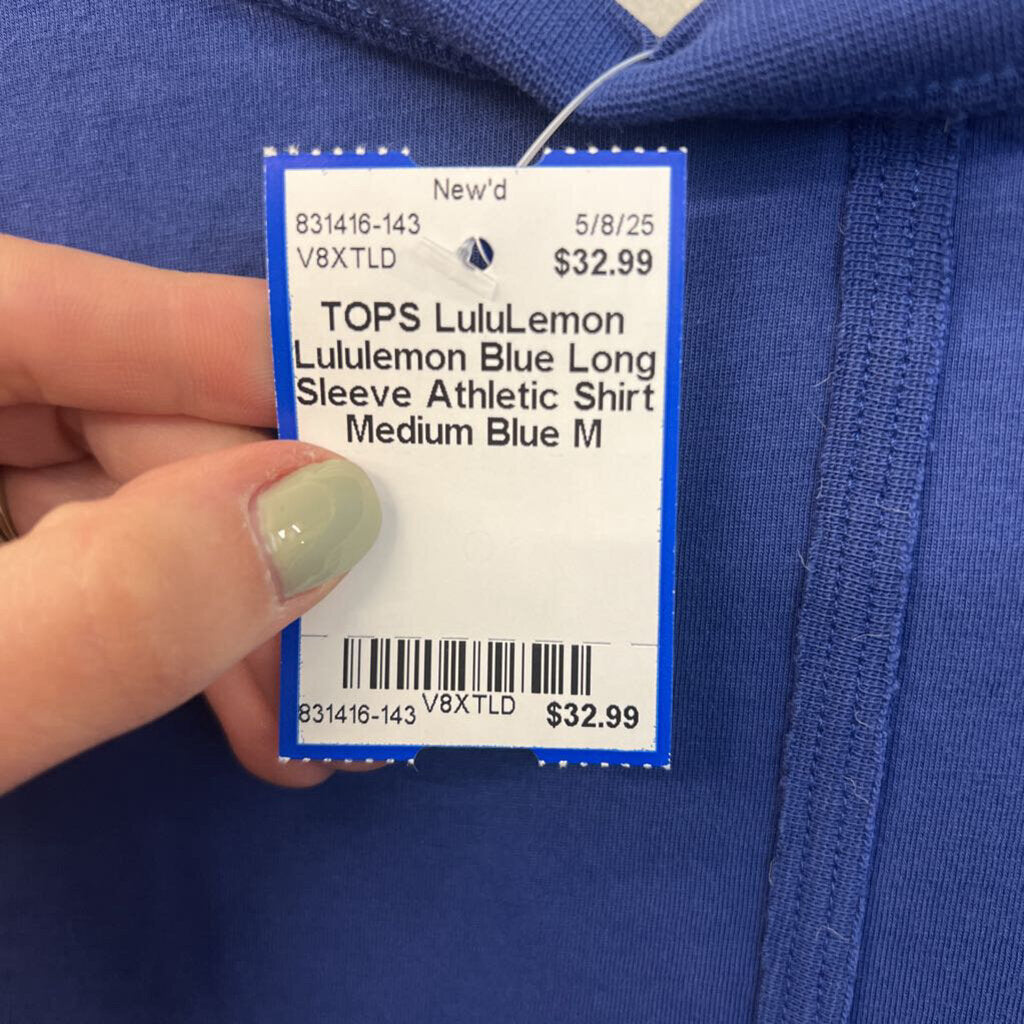 New'd
831416-143 5/8/25
V8XTLD $32.99
TOPS LuluLemon
Lululemon Blue Long
Sleeve Athletic Shirt
Medium Blue M
831416-143 V8XTLD $32.99